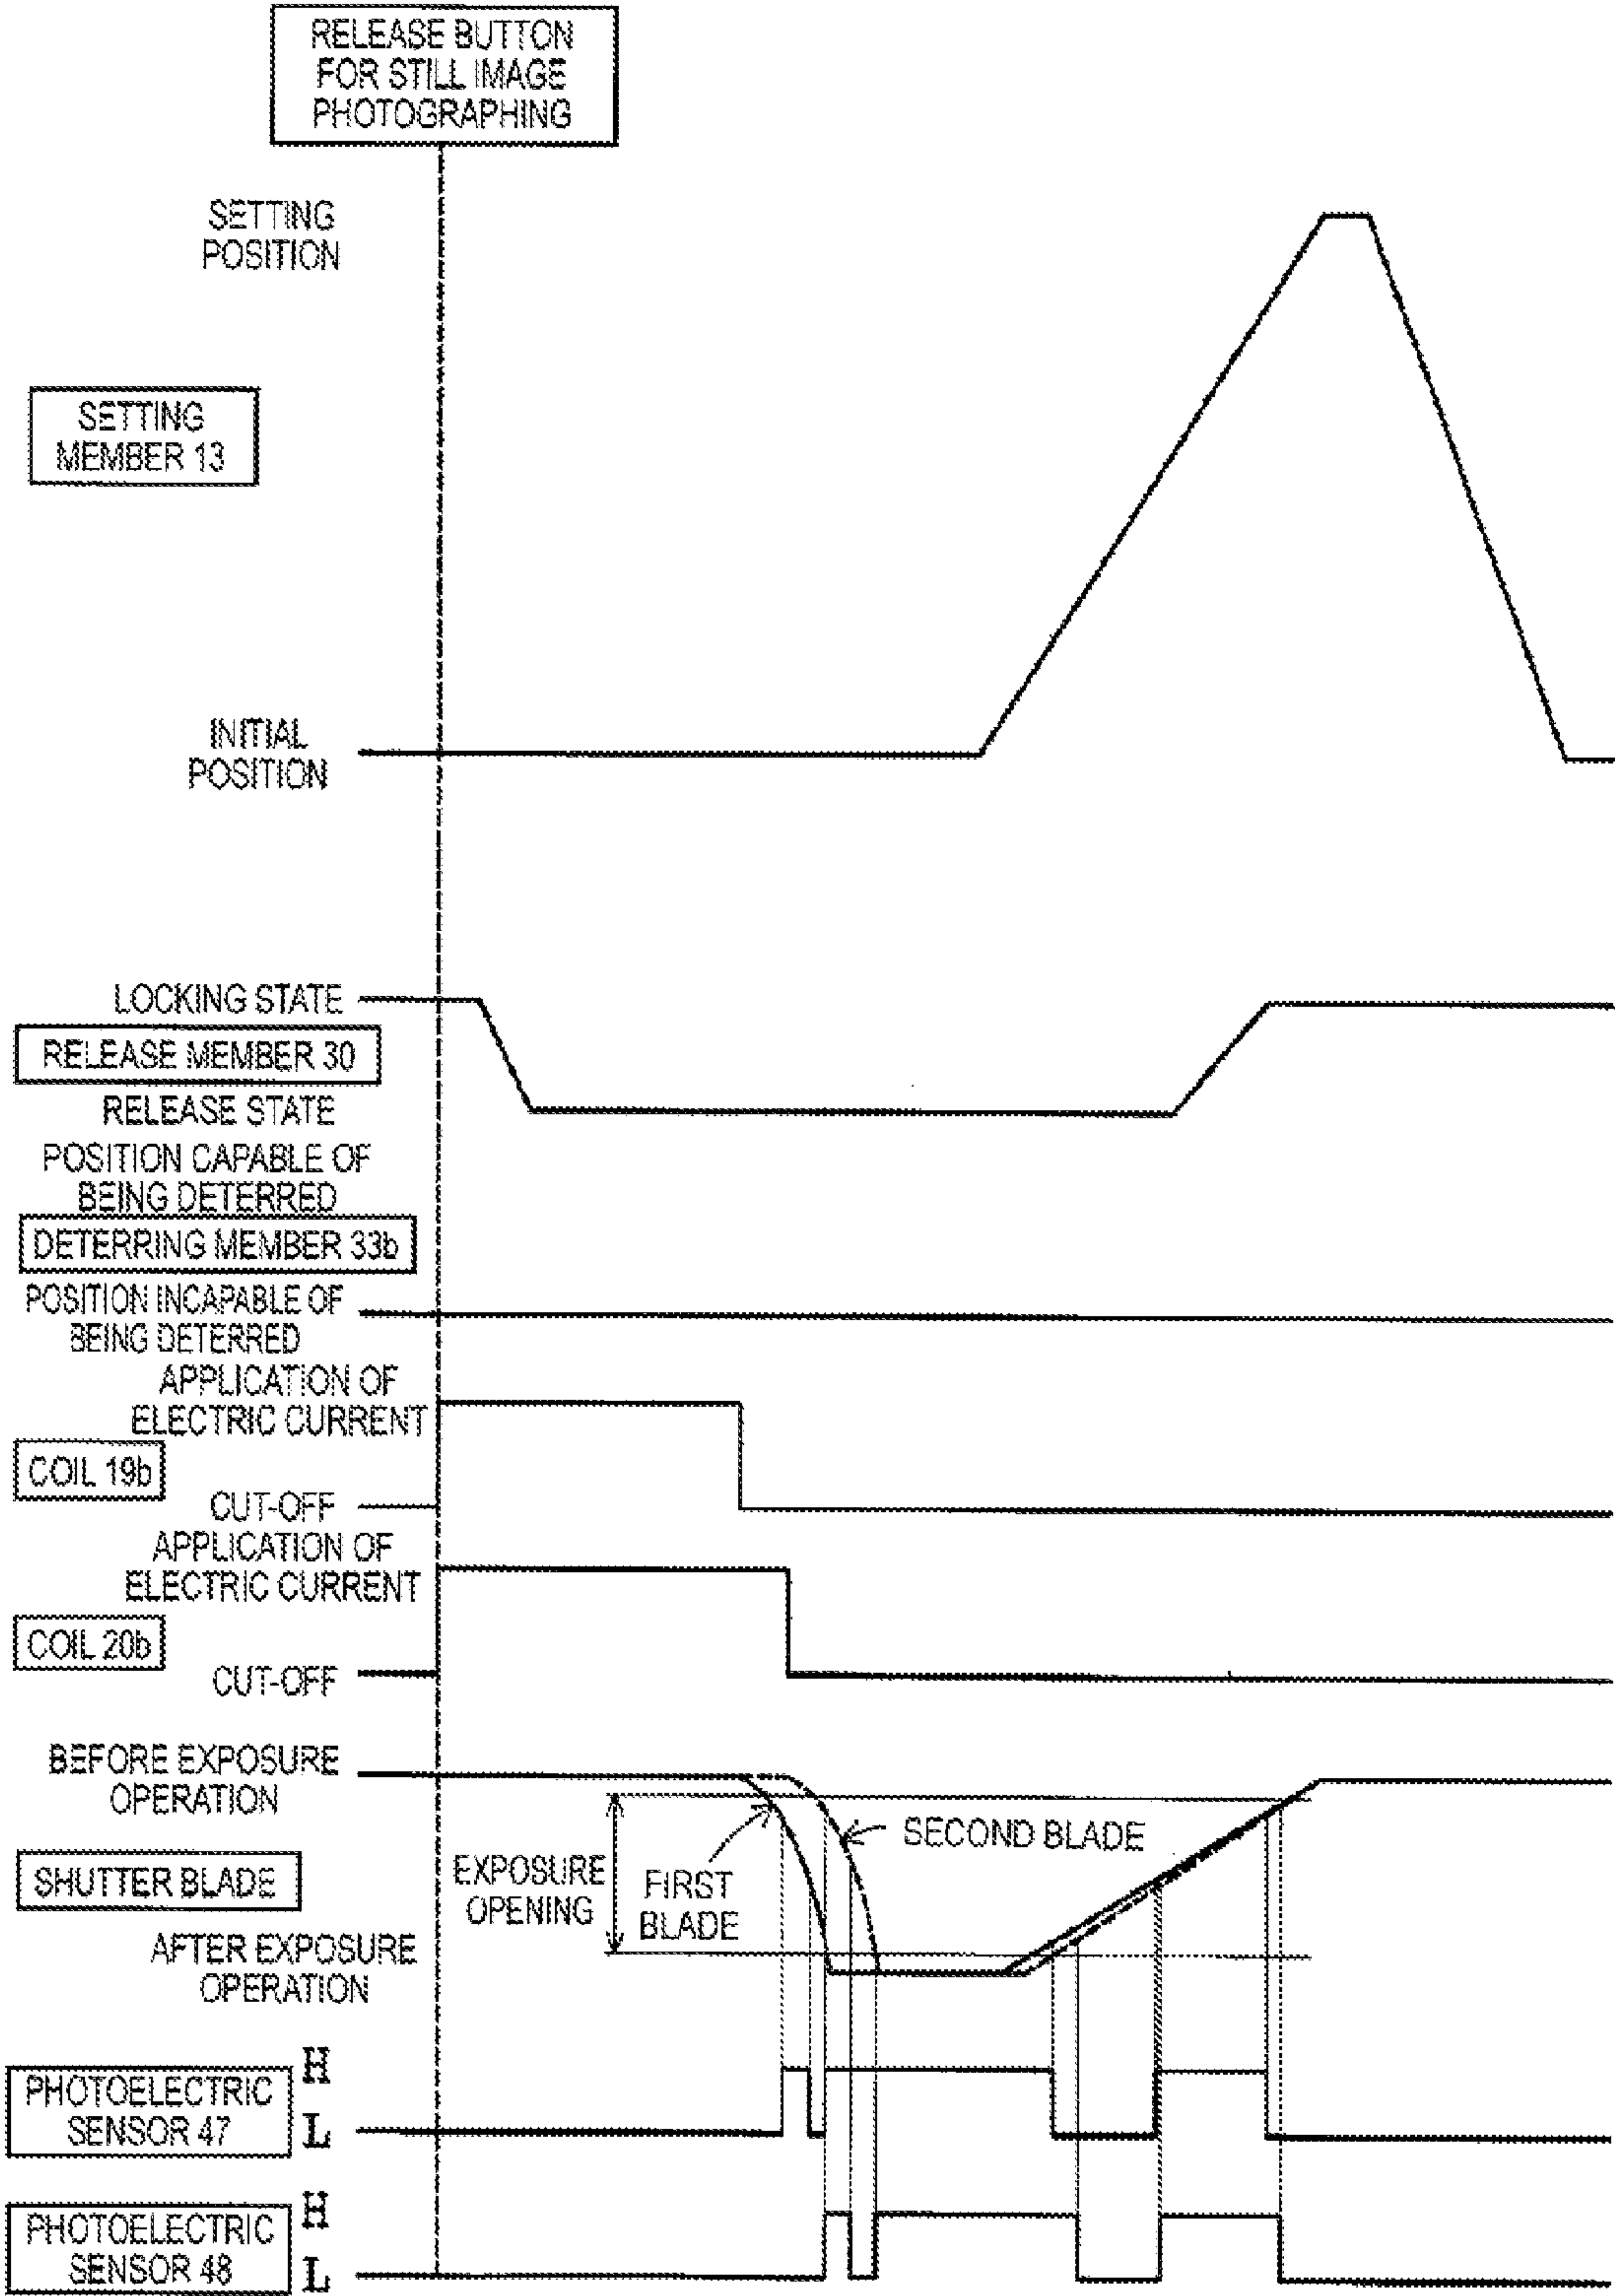 RELEASE BUTTON
FOR STILL IMAGE
PHOTOGRAPHING
SETTING
POSITION
SETTING
MEMBER 13
INITIAL
POSITION
LOCKING STATE
RELEASE MEMBER 30
RELEASE STATE
POSITION CAPABLE OF
BEING DETERRED
DETERRING MEMBER 33b
POSITION INCAPABLE OF
BEING DETERRED
APPLICATION OF
ELECTRIC CURRENT
COIL 19b
CUT-OFF
APPLICATION OF
ELECTRIC CURRENT
COIL 20b
CUT-OFF
BEFORE EXPOSURE
OPERATION
SECOND BLADE
EXPOSURE
OPENING
FIRST
BLADE
SHUTTER BLADE
AFTER EXPOSURE
OPERATION
PHOTOELECTRIC
SENSOR 47
H
L
PHOTOELECTRIC
SENSOR 48
H
L